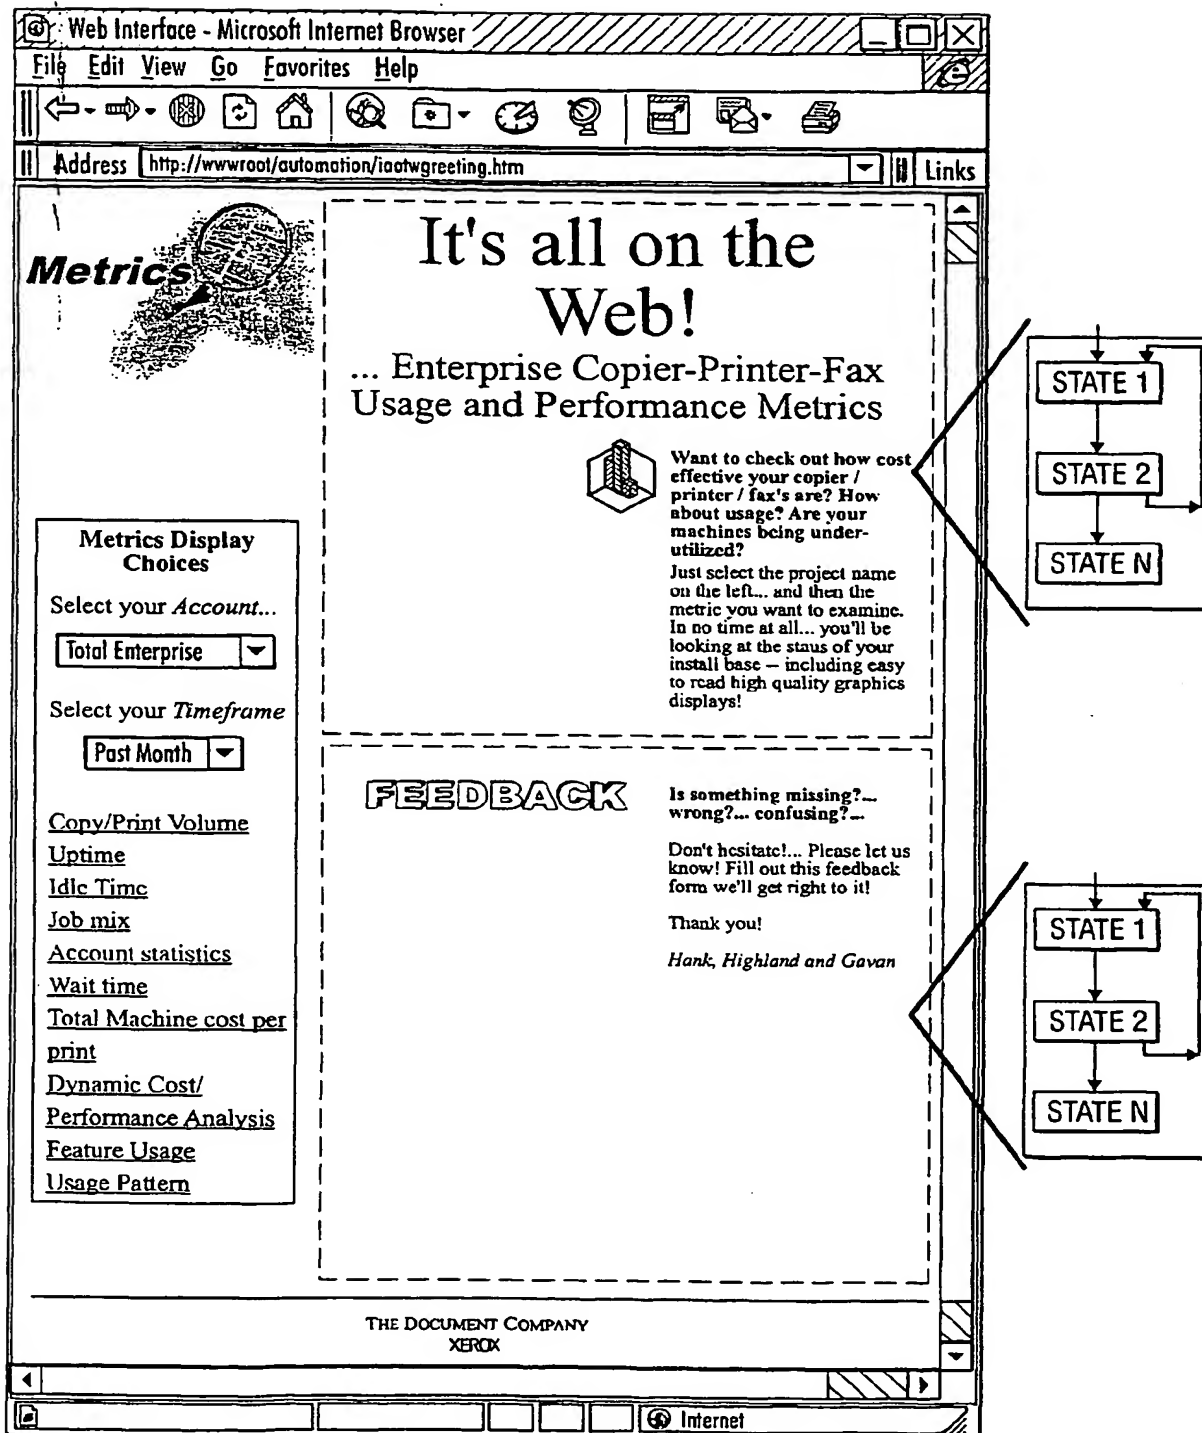 Web Interface - Microsoft Internet Browser
File Edit View Go Favorites Help
Address http://wwwroot/automation/iaotwgreeting.htm Links
Metrics
It's all on the
Web!
... Enterprise Copier-Printer-Fax
Usage and Performance Metrics
Want to check out how cost
effective your copier /
printer / fax's are? How
about usage? Are your
machines being under-
utilized?
Just select the project name
on the left... and then the
metric you want to examine.
In no time at all... you'll be
looking at the staus of your
install base – including easy
to read high quality graphics
displays!
STATE 1
STATE 2
STATE N
Metrics Display
Choices
Select your Account...
Total Enterprise
Select your Timeframe
Past Month
Copy/Print Volume
Uptime
Idle Time
Job mix
Account statistics
Wait time
Total Machine cost per
print
Dynamic Cost/
Performance Analysis
Feature Usage
Usage Pattern
FEEDBACK
Is something missing?...
wrong?... confusing?...
Don't hesitate!... Please let us
know! Fill out this feedback
form we'll get right to it!
Thank you!
Hank, Highland and Gavan
STATE 1
STATE 2
STATE N
THE DOCUMENT COMPANY
XEROX
Internet